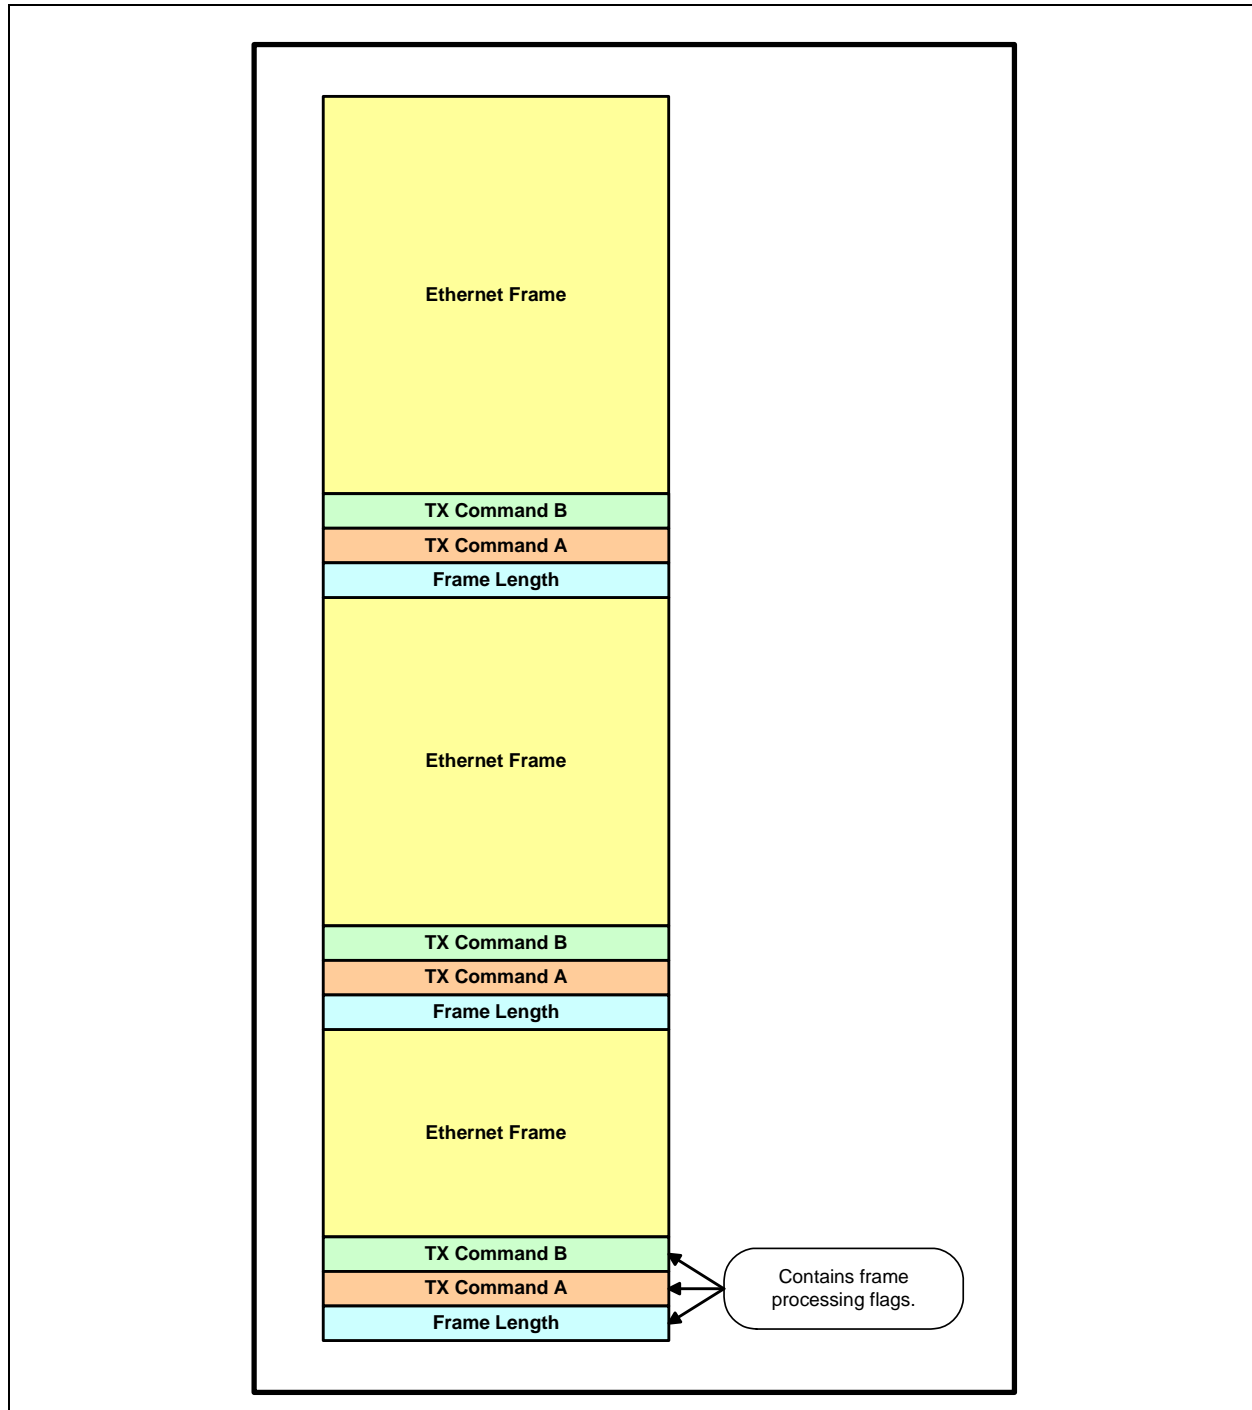 Ethernet Frame
TX Command B
TX Command A
Frame Length
Ethernet Frame
TX Command B
TX Command A
Frame Length
Ethernet Frame
TX Command B
TX Command A
Frame Length
Contains frame
processing flags.